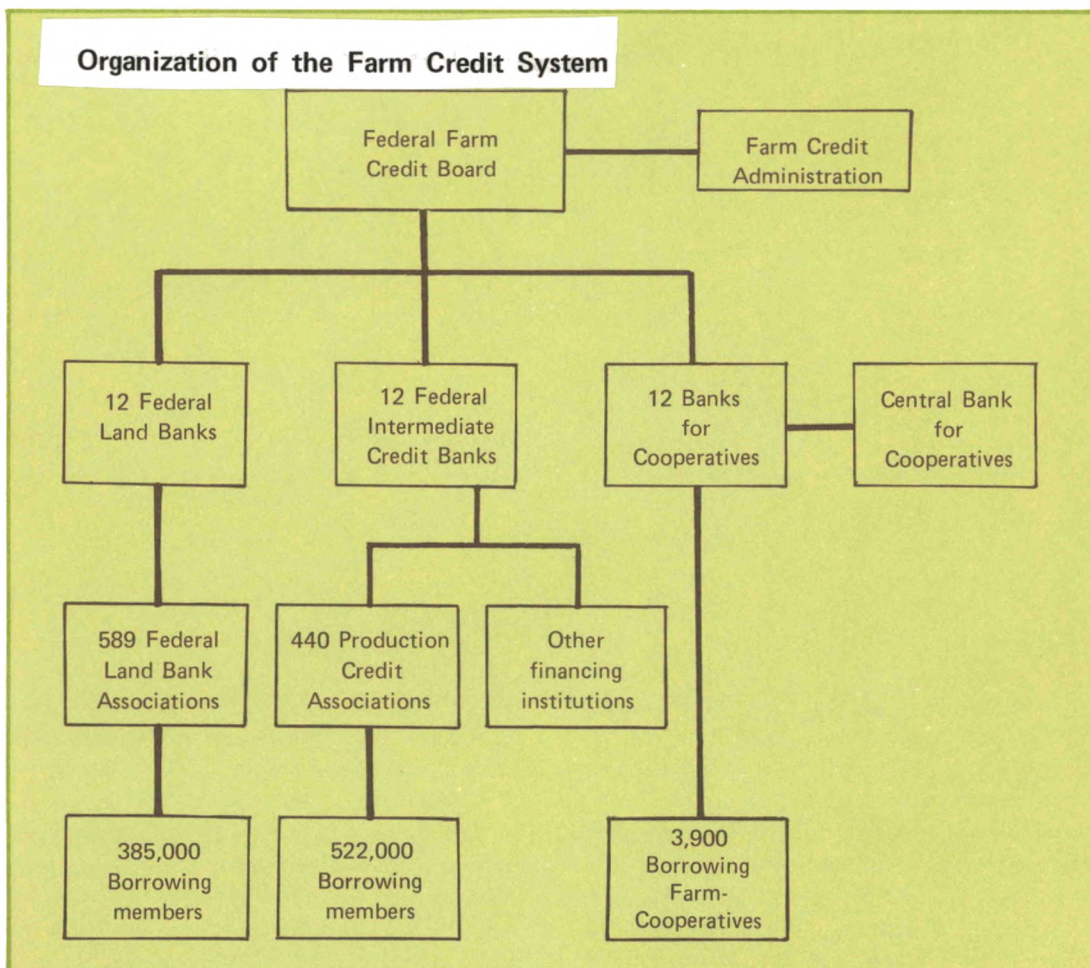 Organization of the Farm Credit System
Federal Farm
Credit Board
Farm Credit
Administration
12 Federal
Land Banks
12 Federal
Intermediate
Credit Banks
12 Banks
for
Cooperatives
Central Bank
for
Cooperatives
589 Federal
Land Bank
Associations
440 Production
Credit
Associations
Other
financing
institutions
385,000
Borrowing
members
522,000
Borrowing
members
3,900
Borrowing
Farm-
Cooperatives